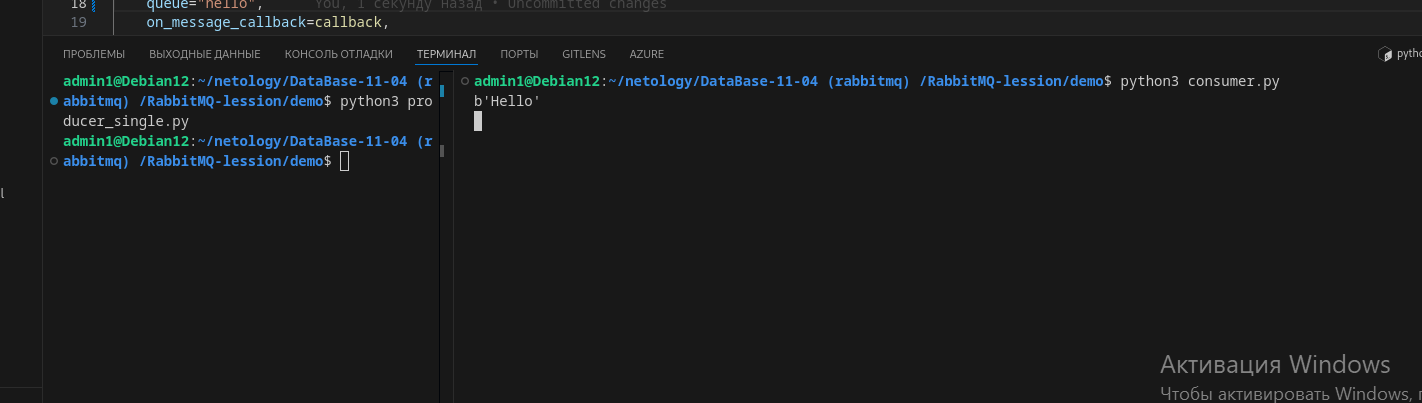 18 queue="hello", You, 1 секунду назад • Uncommitted changes
19 on_message_callback=callback,
ПРОБЛЕМЫ ВЫХОДНЫЕ ДАННЫЕ КОНСОЛЬ ОТЛАДКИ ТЕРМИНАЛ ПОРТЫ GITLENS AZURE
admin1@Debian12:~/netology/DataBase-11-04 (r
abbitmq) /RabbitMQ-lession/demo$ python3 pro
ducer_single.py
admin1@Debian12:~/netology/DataBase-11-04 (r
abbitmq) /RabbitMQ-lession/demo$
admin1@Debian12:~/netology/DataBase-11-04 (rabbitmq) /RabbitMQ-lession/demo$ python3 consumer.py
b'Hello'
Активация Windows
Чтобы активировать Windows,